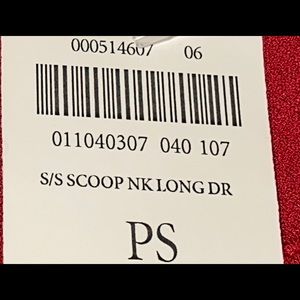 000514607 06
011040307 040 107
S/S SCOOP NK LONG DR
PS